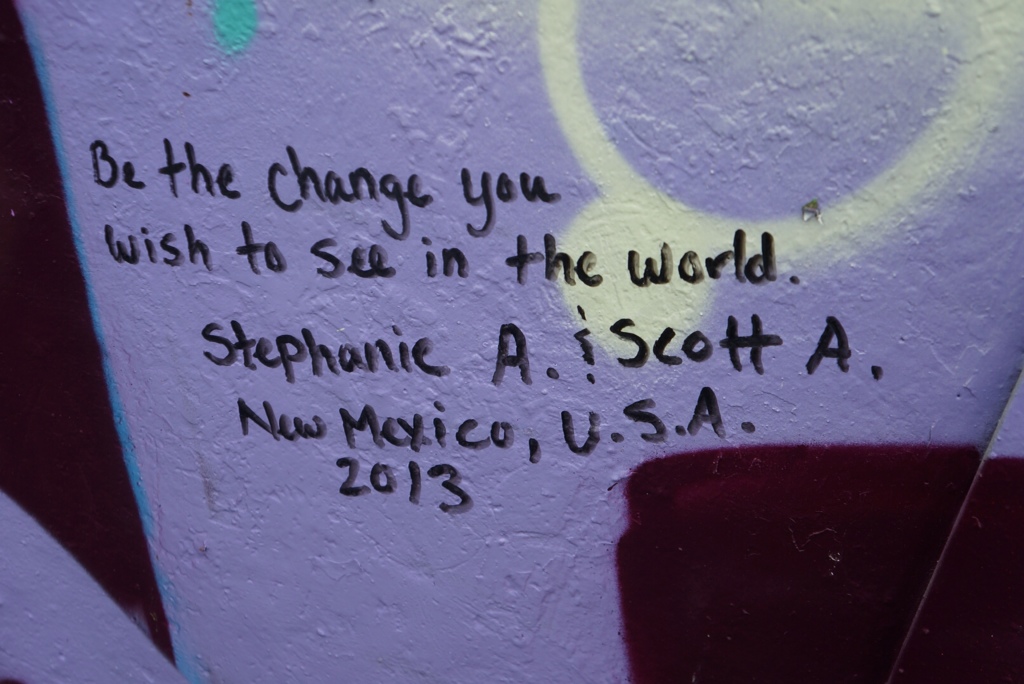 Be the change you
wish to see in the world.
Stephanie A. & Scott A.
New Mexico, U.S.A.
2013